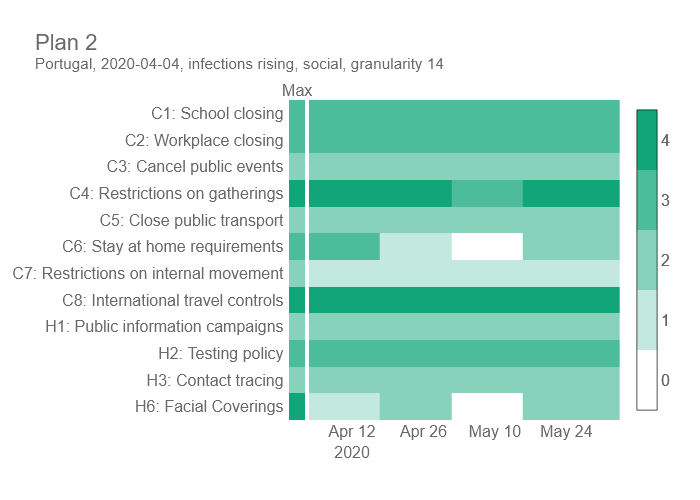 Plan 2
Portugal, 2020-04-04, infections rising, social, granularity 14
Max
C1: School closing
C2: Workplace closing
C3: Cancel public events
C4: Restrictions on gatherings
C5: Close public transport
C6: Stay at home requirements
C7: Restrictions on internal movement
C8: International travel controls
H1: Public information campaigns
H2: Testing policy
H3: Contact tracing
H6: Facial Coverings
Apr 12 Apr 26 May 10 May 24
2020
4
3
2
1
0